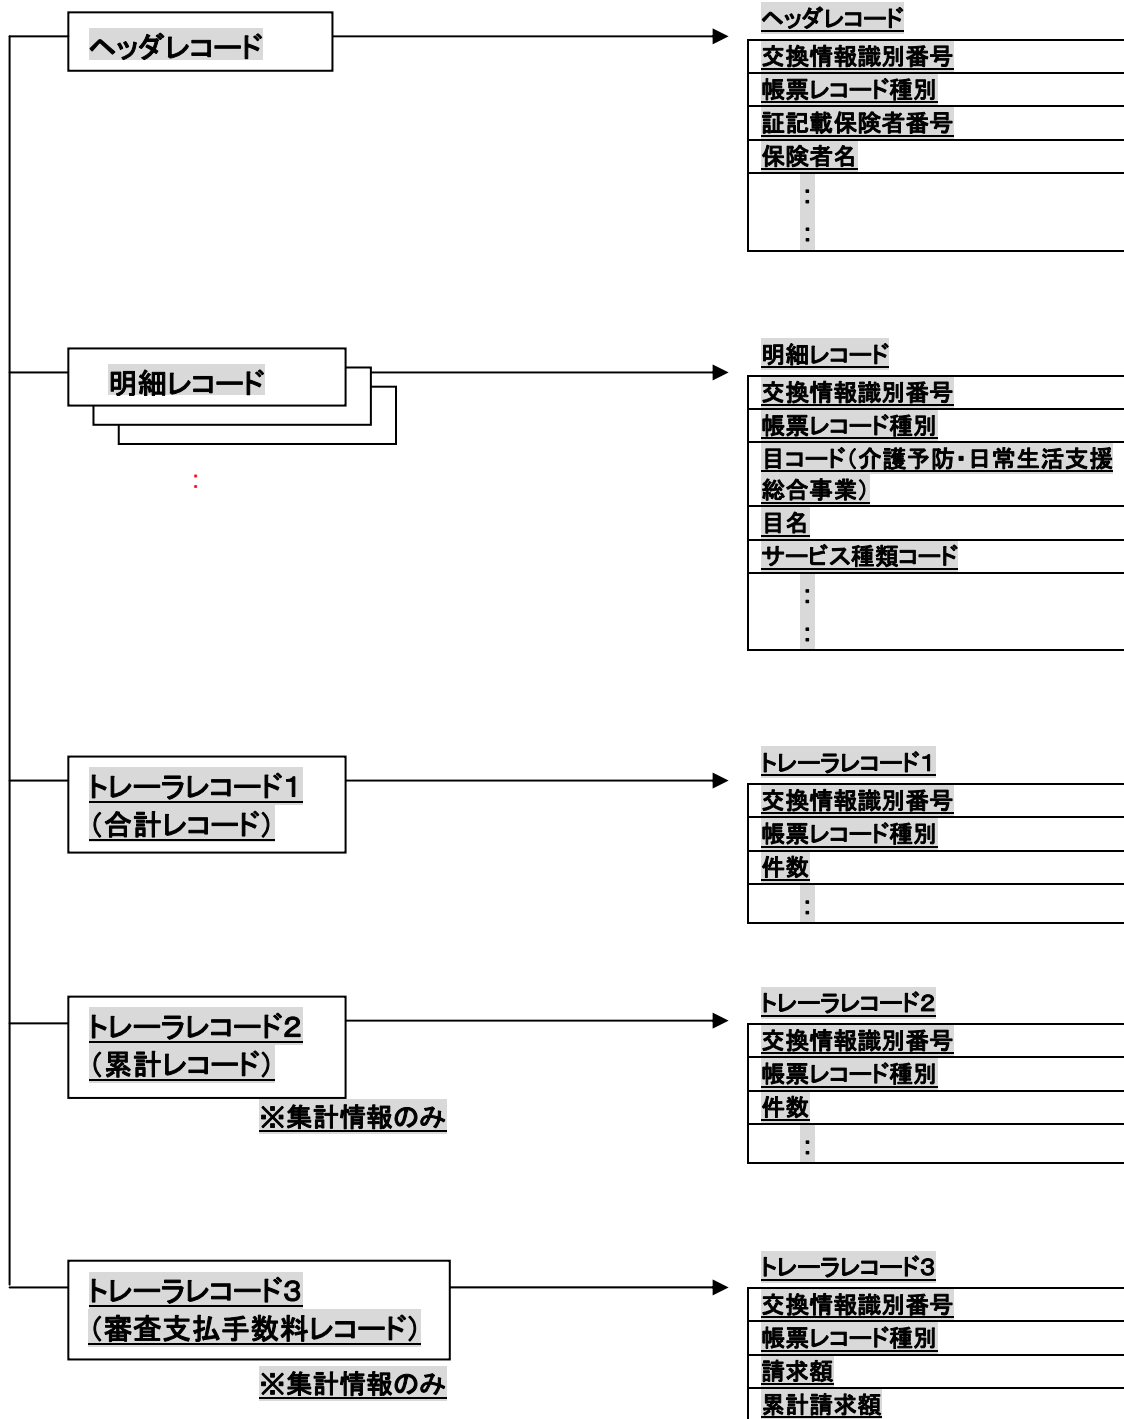 ヘッダレコード
ヘッダレコード
交換情報識別番号
帳票レコード種別
証記載保険者番号
保険者名
：
：
明細レコード
：
明細レコード
交換情報識別番号
帳票レコード種別
目コード（介護予防・日常生活支援
総合事業）
目名
サービス種類コード
：
：
トレーラレコード１
（合計レコード）
トレーラレコード１
交換情報識別番号
帳票レコード種別
件数
：
トレーラレコード２
（累計レコード）
※集計情報のみ
トレーラレコード２
交換情報識別番号
帳票レコード種別
件数
：
トレーラレコード３
（審査支払手数料レコード）
※集計情報のみ
トレーラレコード３
交換情報識別番号
帳票レコード種別
請求額
累計請求額